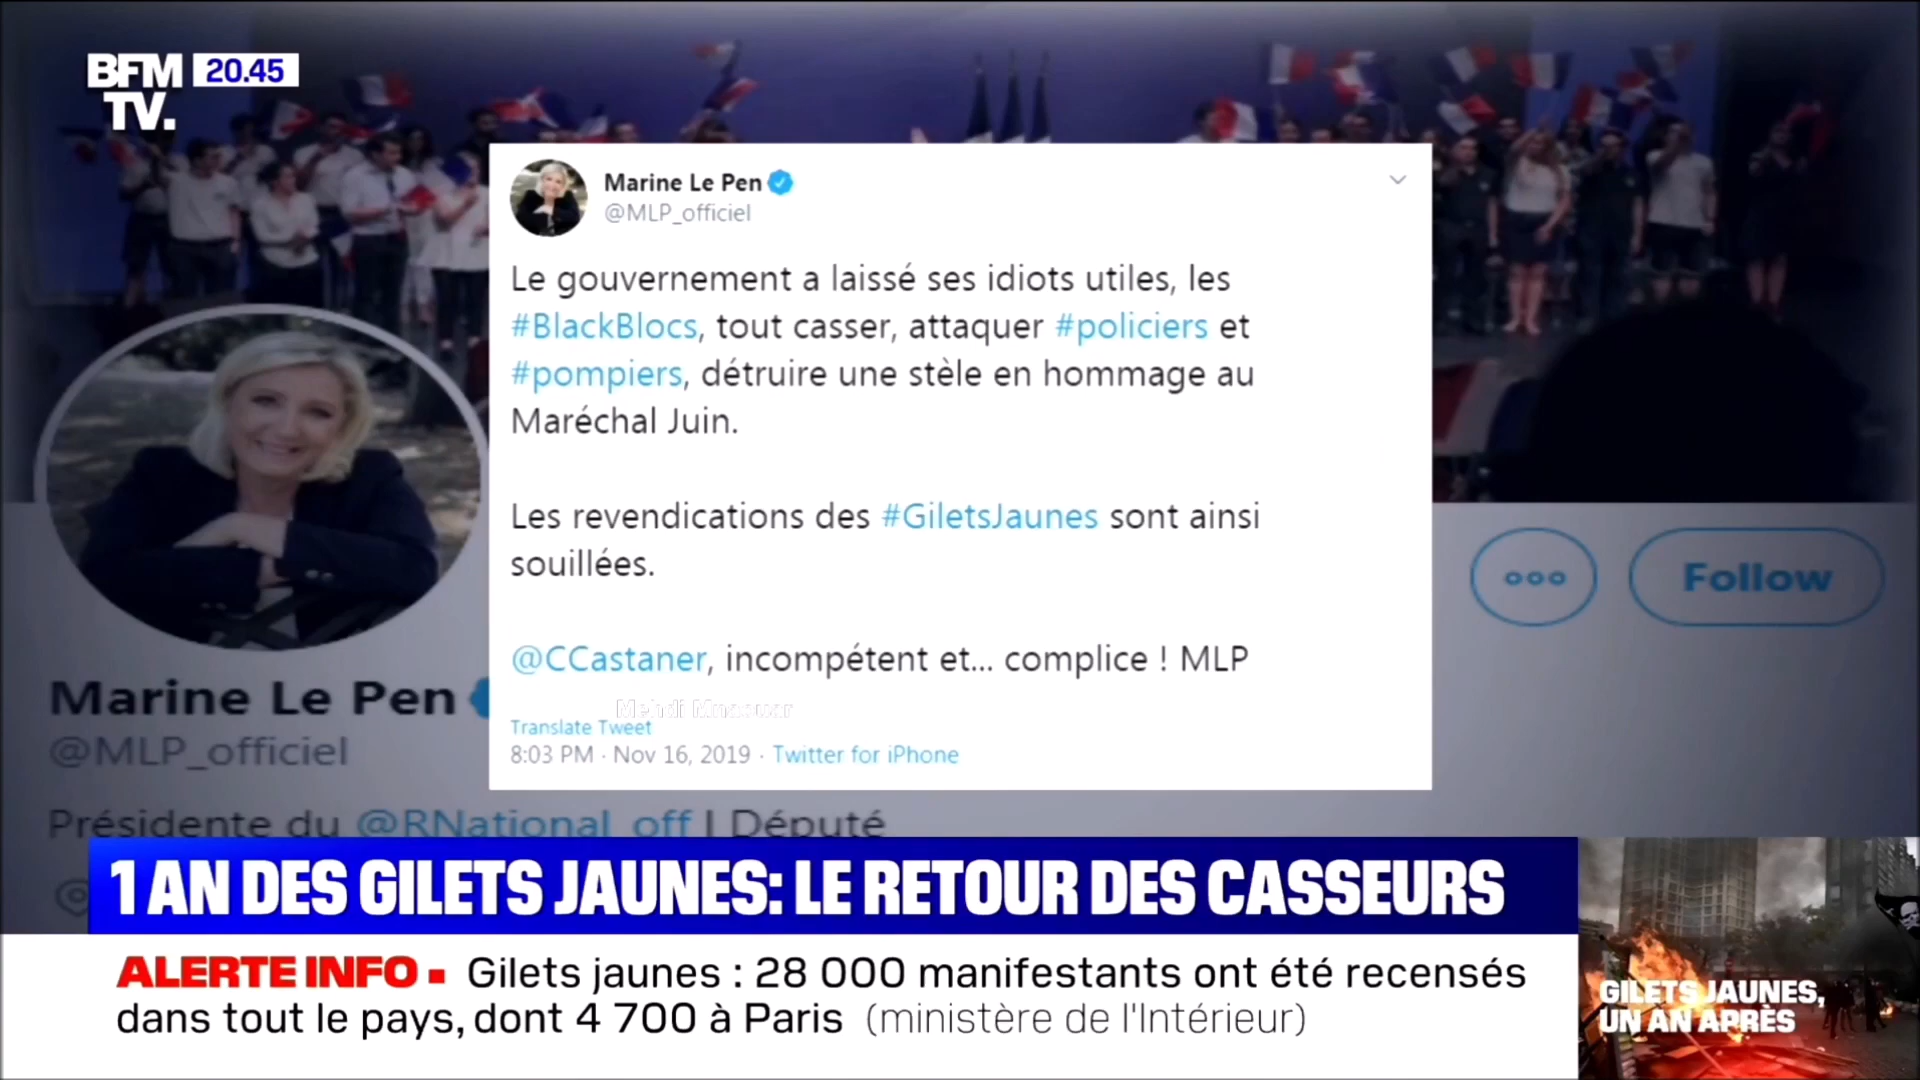 BFM
TV.
20.45
Marine Le Pen
@MLP_officiel
Le gouvernement a laissé ses idiots utiles, les
#BlackBlocs, tout casser, attaquer #policiers et
#pompiers, détruire une stèle en hommage au
Maréchal Juin.
Les revendications des #GiletsJaunes sont ainsi
souillées.
@CCastaner, incompétent et... complice ! MLP
Translate Tweet
8:03 PM · Nov 16, 2019 · Twitter for iPhone
Follow
Marine Le Pen
@MLP_officiel
Présidente du @RNational_off | Député
1 AN DES GILETS JAUNES: LE RETOUR DES CASSEURS
ALERTE INFO ▪ Gilets jaunes : 28 000 manifestants ont été recensés
dans tout le pays, dont 4 700 à Paris (ministère de l'Intérieur)
GILETS JAUNES,
UN AN APRÈS